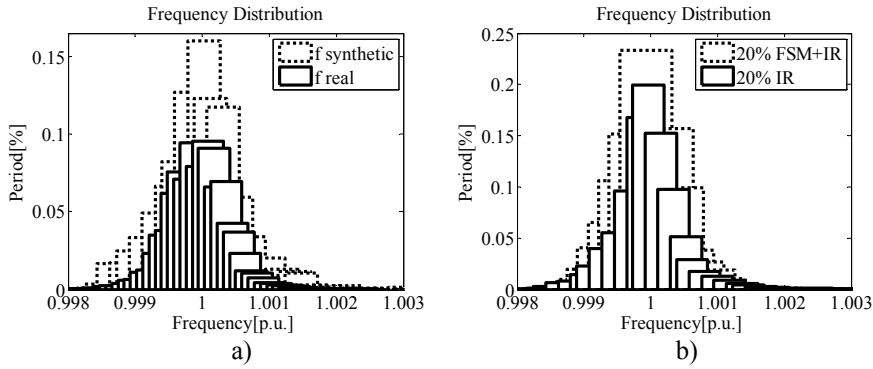 Frequency Distribution
0.15
0.1
0.05
0
Period[%]
f synthetic
f real
0.998 0.999 1 1.001 1.002 1.003
Frequency[p.u.]
a)
Frequency Distribution
0.25
0.2
0.15
0.1
0.05
0
Period[%]
20% FSM+IR
20% IR
0.998 0.999 1 1.001 1.002 1.003
Frequency[p.u.]
b)